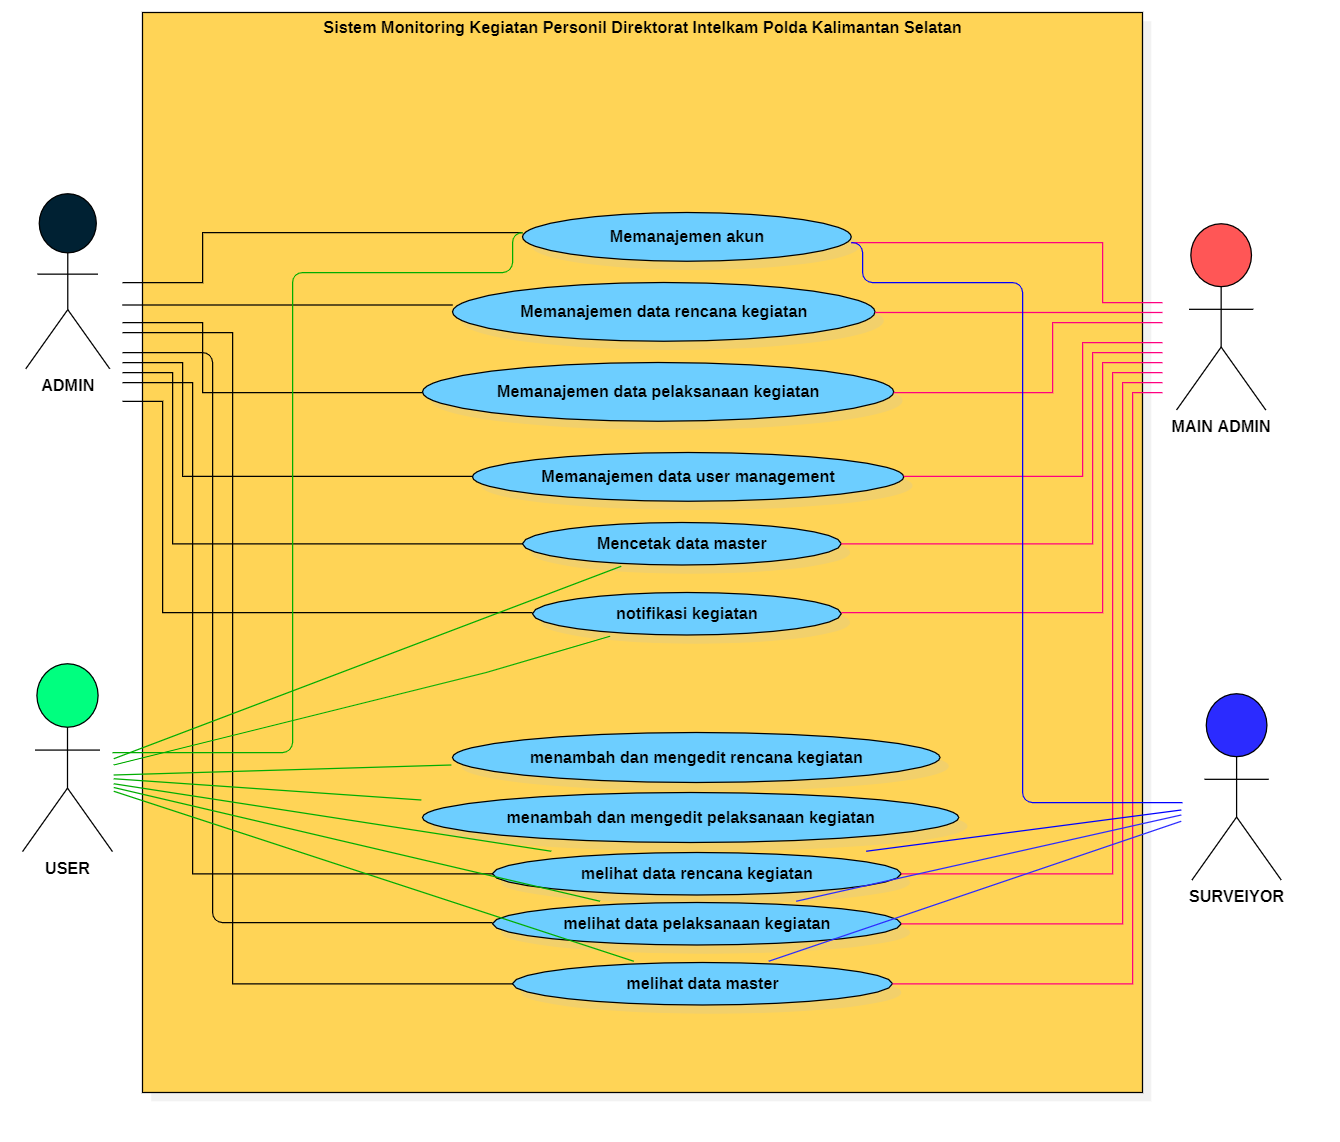 Sistem Monitoring Kegiatan Personil Direktorat Intelkam Polda Kalimantan Selatan
Memanajemen akun
Memanajemen data rencana kegiatan
ADMIN
Memanajemen data pelaksanaan kegiatan
MAIN ADMIN
Memanajemen data user management
Mencetak data master
notifikasi kegiatan
menambah dan mengedit rencana kegiatan
menambah dan mengedit pelaksanaan kegiatan
USER
melihat data rencana kegiatan
SURVEIYOR
melihat data pelaksanaan kegiatan
melihat data master